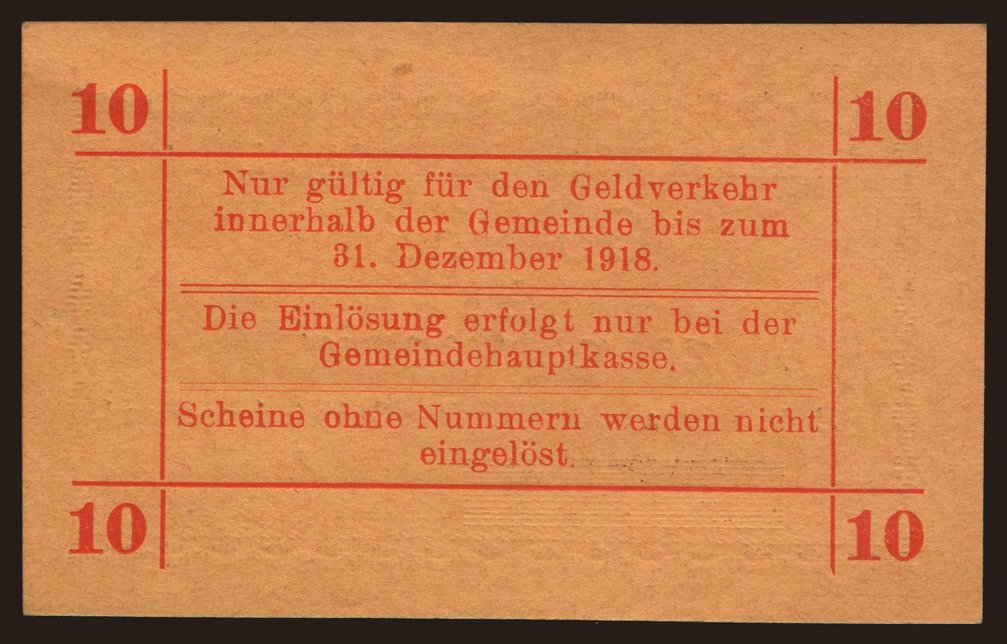 10 10
Nur gültig für den Geldverkehr
innerhalb der Gemeinde bis zum
31. Dezember 1918.
Die Einlösung erfolgt nur bei der
Gemeindehauptkasse.
Scheine ohne Nummern werden nicht
eingelöst.
10 10